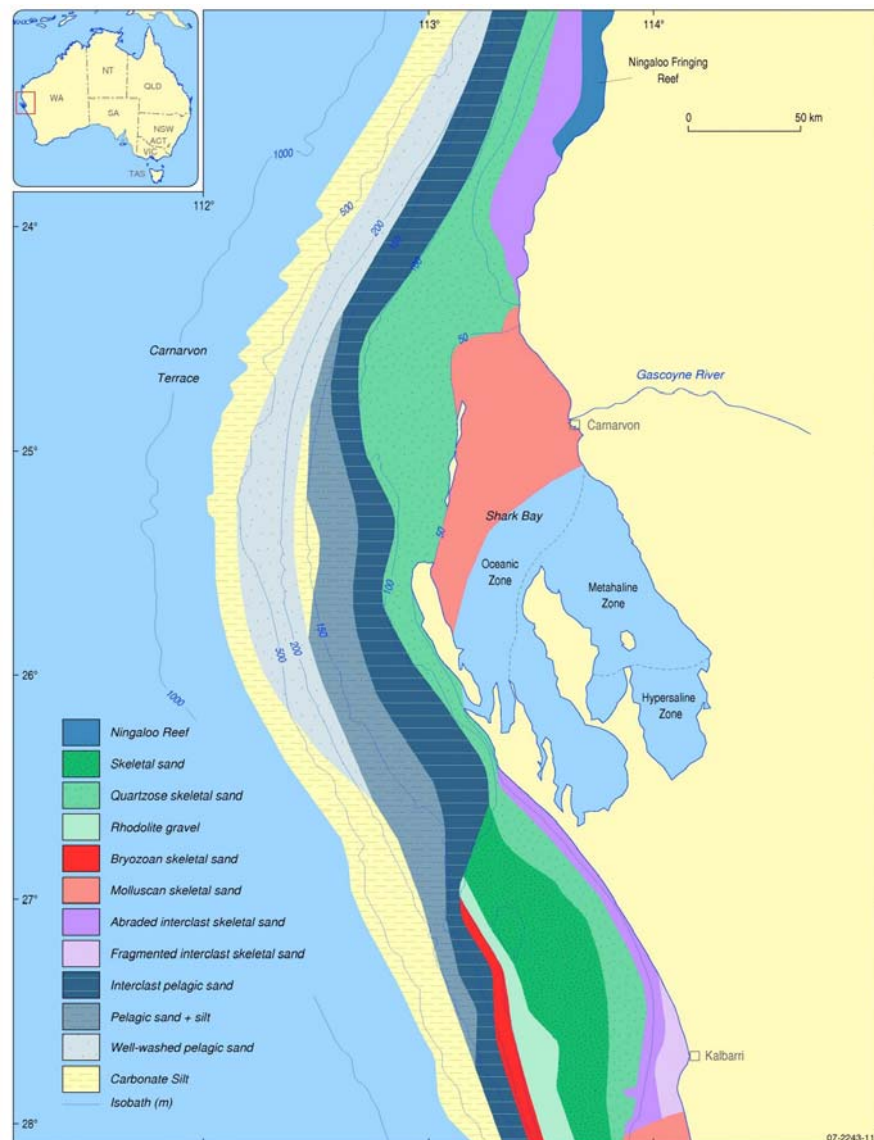 113°
114°
NT
WA
QLD
SA
NSW
ACT
VIC
TAS
Ningaloo Fringing
Reef
0
50 km
1000
112°
500
200
24°
100
50
Carnarvon
Terrace
Gascoyne River
Carnarvon
25°
Shark Bay
50
Oceanic
Zone
Metahaline
Zone
100
150
200
500
26°
1000
Hypersaline
Zone
Ningaloo Reef
Skeletal sand
Quartzose skeletal sand
Rhodolite gravel
Bryozoan skeletal sand
Molluscan skeletal sand
27°
Abraded interclast skeletal sand
Fragmented interclast skeletal sand
Interclast pelagic sand
Pelagic sand + silt
Well-washed pelagic sand
Kalbarri
Carbonate Silt
Isobath (m)
28°
07-2243-11